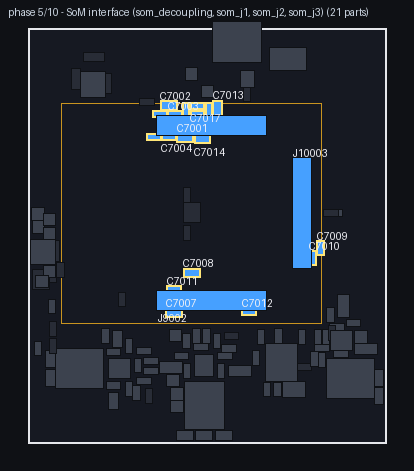 phase 5/10 - SoM interface (som_decoupling, som_j1, som_j2, som_j3) (21 parts)
C7002
C7013
C7017
C7001
C7004
C7014
J10003
C7009
C7010
C7008
C7011
C7007
C7012
J9002